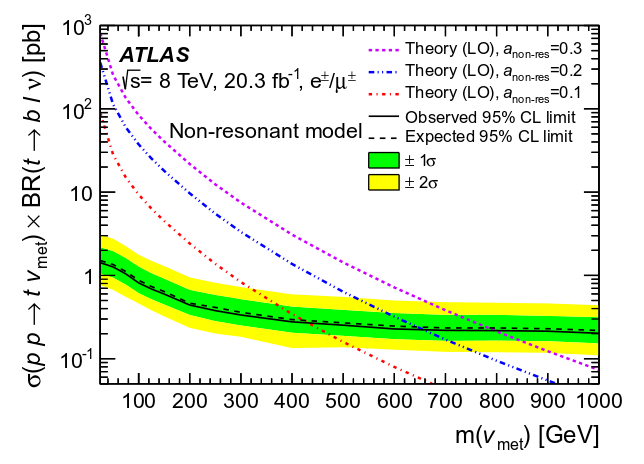 σ(p p → t v_met) × BR(t → b l ν) [pb]
10³
10²
10
1
10⁻¹
ATLAS
√s= 8 TeV, 20.3 fb⁻¹, e±/μ±
Non-resonant model
Theory (LO), a_non-res=0.3
Theory (LO), a_non-res=0.2
Theory (LO), a_non-res=0.1
Observed 95% CL limit
Expected 95% CL limit
± 1σ
± 2σ
100 200 300 400 500 600 700 800 900 1000
m(v_met) [GeV]